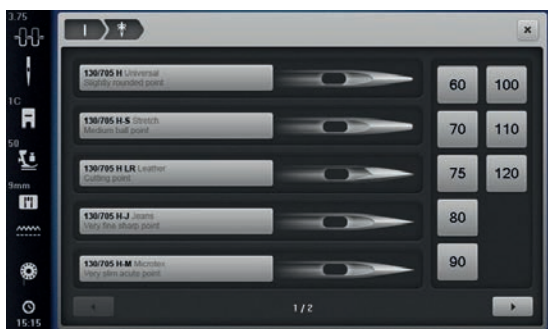 3.75
1C
50
9mm
15:15
130/705 H Universal
Slightly rounded point
130/705 H-S Stretch
Medium ball point
130/705 H LR Leather
Cutting point
130/705 H-J Jeans
Very fine sharp point
130/705 H-M Microtex
Very slim acute point
60 100
70 110
75 120
80
90
1/2